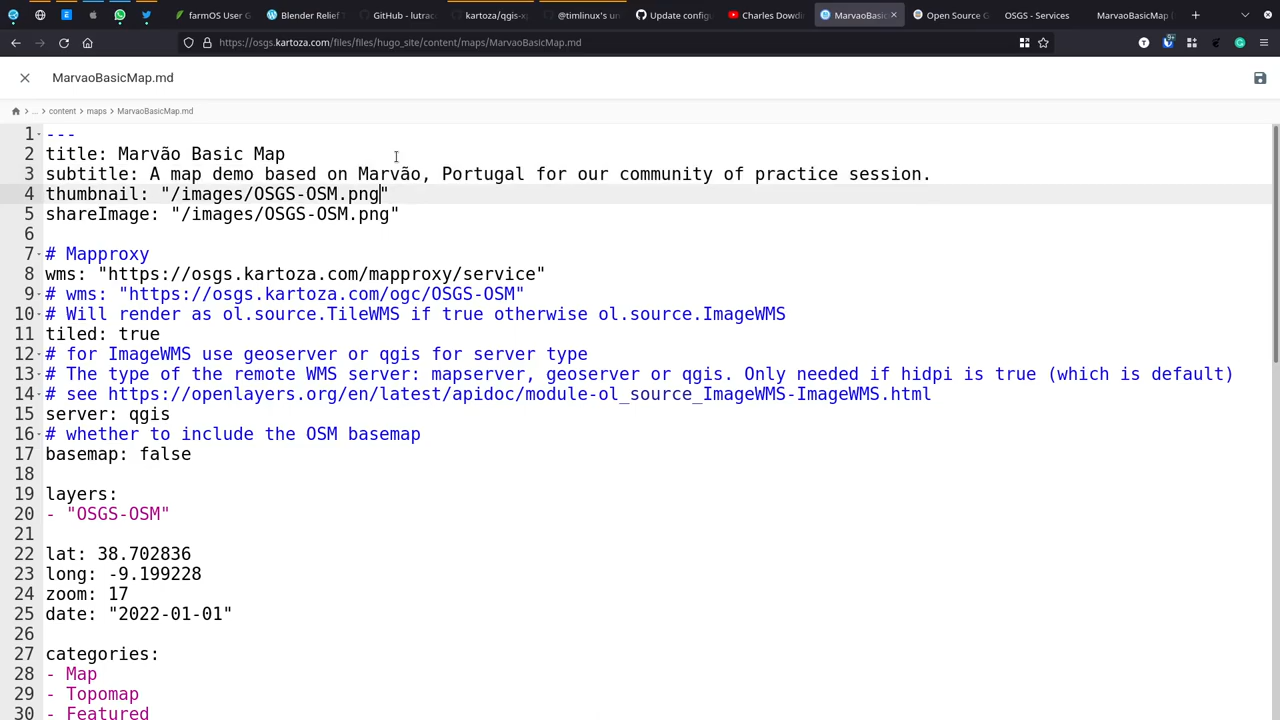 farmOS User G
Blender Relief
GitHub - lutrac
kartoza/qgis-x
@timlinux's un
Update config
Charles Dowdi
MarvaoBasic
Open Source G
OSGS - Services
MarvaoBasicMap
https://osgs.kartoza.com/files/files/hugo_site/content/maps/MarvaoBasicMap.md
MarvaoBasicMap.md
... > content > maps > MarvaoBasicMap.md
1 ---
2 title: Marvão Basic Map
3 subtitle: A map demo based on Marvão, Portugal for our community of practice session.
4 thumbnail: "/images/OSGS-OSM.png"
5 shareImage: "/images/OSGS-OSM.png"
6
7 # Mapproxy
8 wms: "https://osgs.kartoza.com/mapproxy/service"
9 # wms: "https://osgs.kartoza.com/ogc/OSGS-OSM"
10 # Will render as ol.source.TileWMS if true otherwise ol.source.ImageWMS
11 tiled: true
12 # for ImageWMS use geoserver or qgis for server type
13 # The type of the remote WMS server: mapserver, geoserver or qgis. Only needed if hidpi is true (which is default)
14 # see https://openlayers.org/en/latest/apidoc/module-ol_source_ImageWMS-ImageWMS.html
15 server: qgis
16 # whether to include the OSM basemap
17 basemap: false
18
19 layers:
20 - "OSGS-OSM"
21
22 lat: 38.702836
23 long: -9.199228
24 zoom: 17
25 date: "2022-01-01"
26
27 categories:
28 - Map
29 - Topomap
30 - Featured